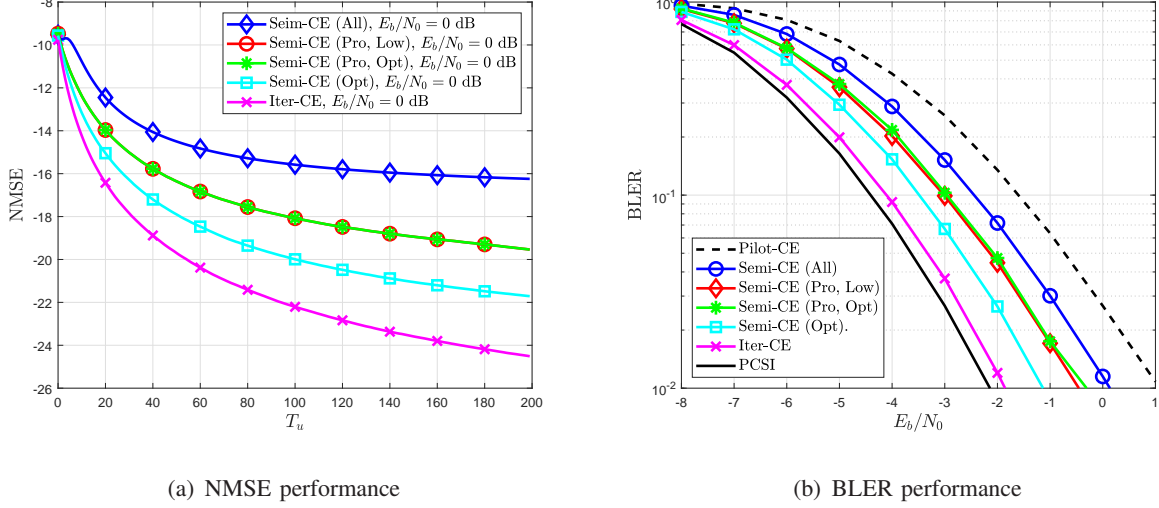 -8
-10
-12
-14
-16
-18
-20
-22
-24
-26
NMSE
0
20
40
60
80
100
120
140
160
180
200
T_u
Seim-CE (All), E_b/N_0 = 0 dB
Semi-CE (Pro, Low), E_b/N_0 = 0 dB
Semi-CE (Pro, Opt), E_b/N_0 = 0 dB
Semi-CE (Opt), E_b/N_0 = 0 dB
Iter-CE, E_b/N_0 = 0 dB
(a) NMSE performance
10^0
10^-1
10^-2
BLER
Pilot-CE
Semi-CE (All)
Semi-CE (Pro, Low)
Semi-CE (Pro, Opt)
Semi-CE (Opt).
Iter-CE
PCSI
-8
-7
-6
-5
-4
-3
-2
-1
0
1
E_b/N_0
(b) BLER performance